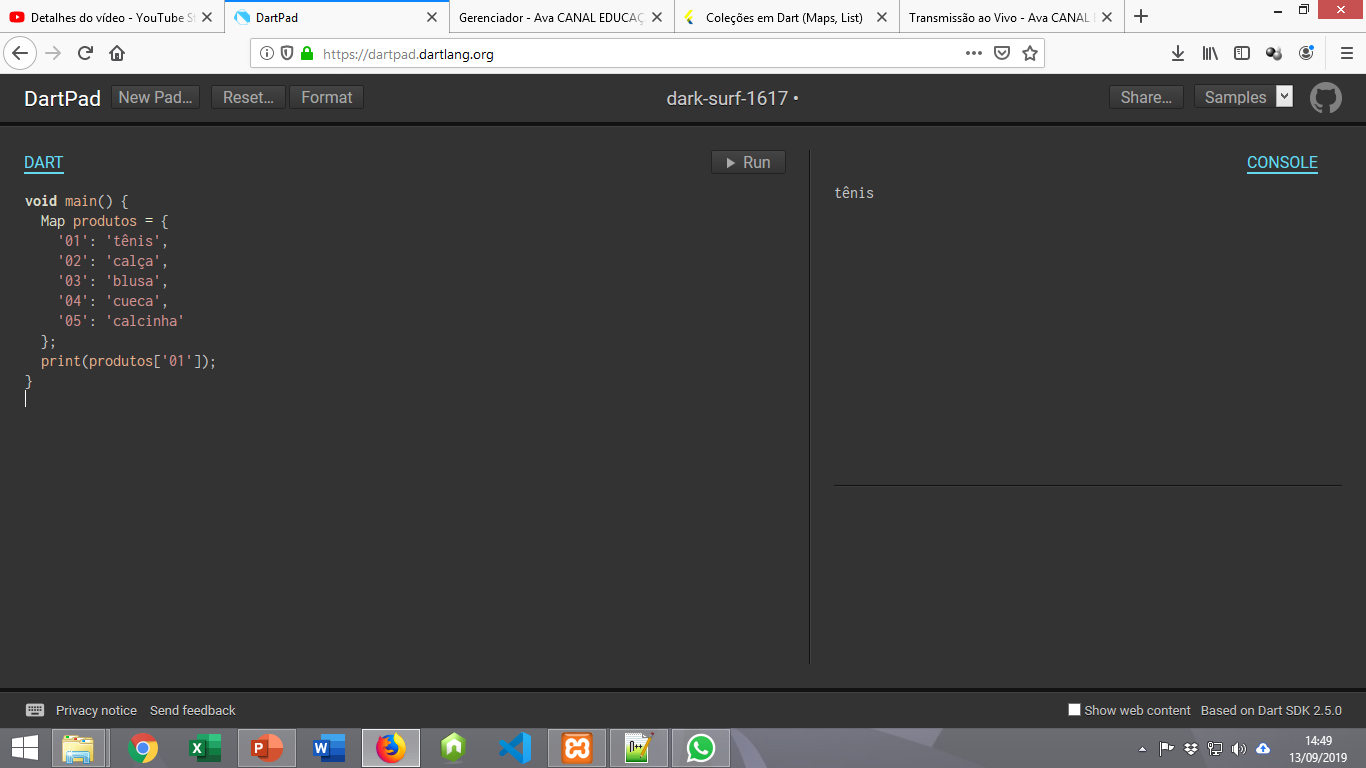 Detalhes do vídeo - YouTube St
DartPad
Gerenciador - Ava CANAL EDUCAÇ
Coleções em Dart (Maps, List)
Transmissão ao Vivo - Ava CANAL E
https://dartpad.dartlang.org
DartPad
New Pad...
Reset...
Format
dark-surf-1617 •
Share...
Samples
DART
Run
CONSOLE
void main() {
Map produtos = {
'01': 'tênis',
'02': 'calça',
'03': 'blusa',
'04': 'cueca',
'05': 'calcinha'
};
print(produtos['01']);
}
tênis
Privacy notice
Send feedback
Show web content
Based on Dart SDK 2.5.0
14:49
13/09/2019